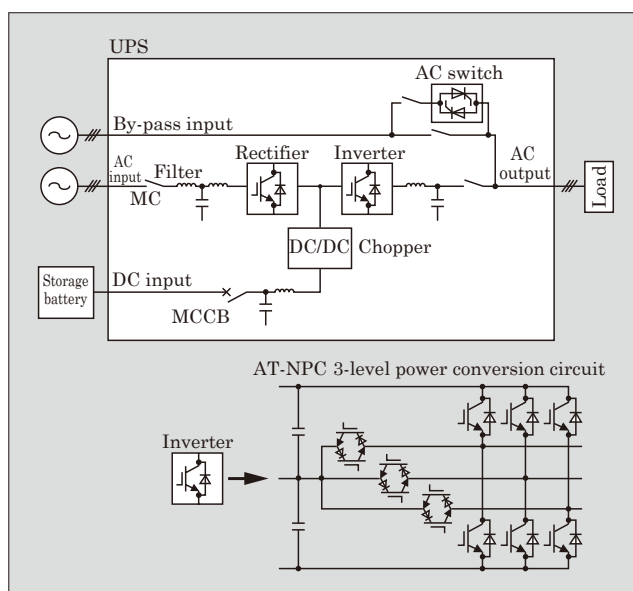 UPS
AC switch
By-pass input
AC
input
MC
Filter
Rectifier
Inverter
AC
output
Load
DC/DC
Chopper
Storage
battery
DC input
MCCB
AT-NPC 3-level power conversion circuit
Inverter